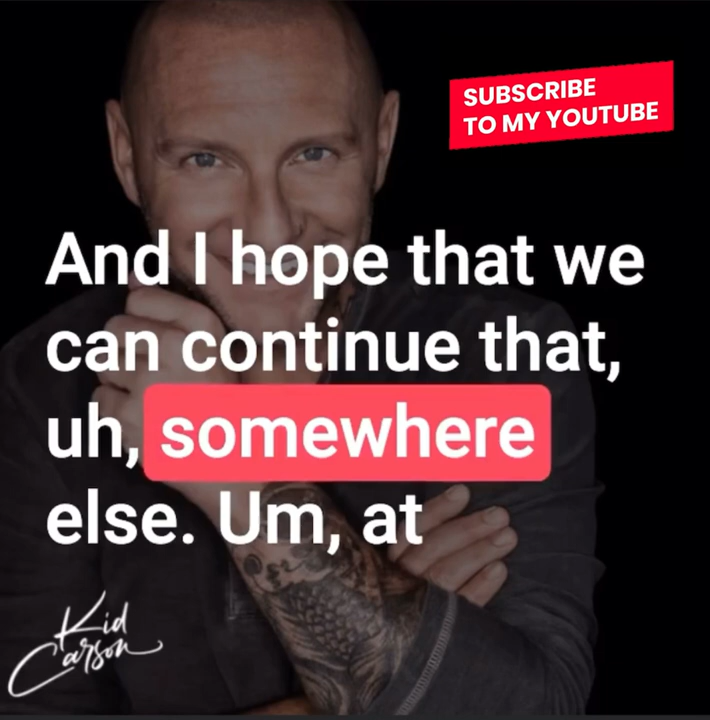 SUBSCRIBE
TO MY YOUTUBE
And I hope that we
can continue that,
uh, somewhere
else. Um, at
Kid
Carson